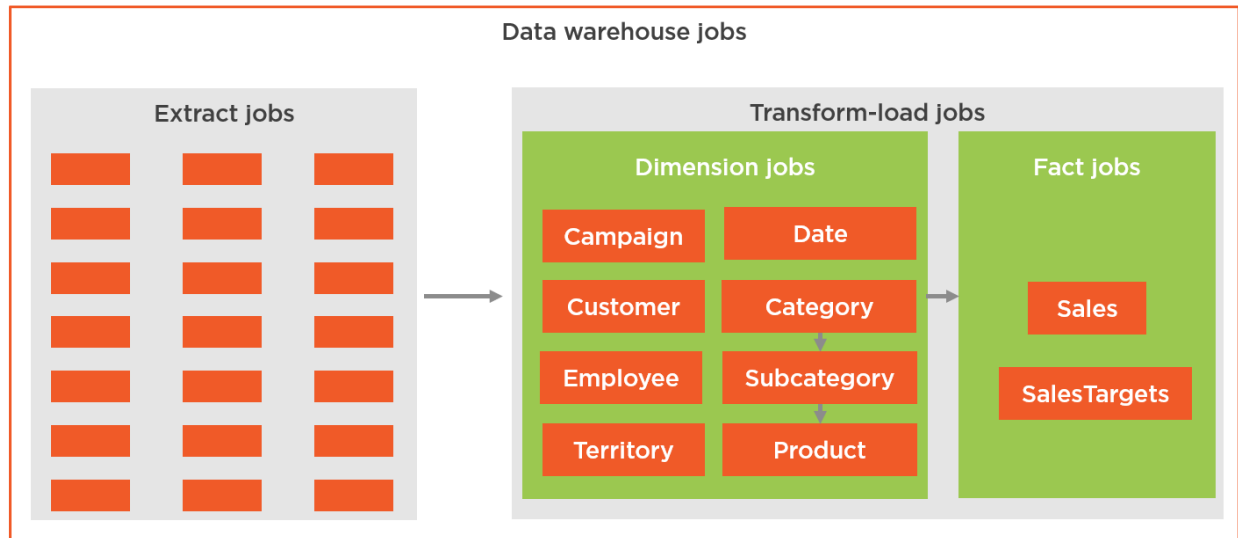 Data warehouse jobs
Extract jobs
Transform-load jobs
Dimension jobs
Campaign
Date
Customer
Category
Employee
Subcategory
Territory
Product
Fact jobs
Sales
SalesTargets